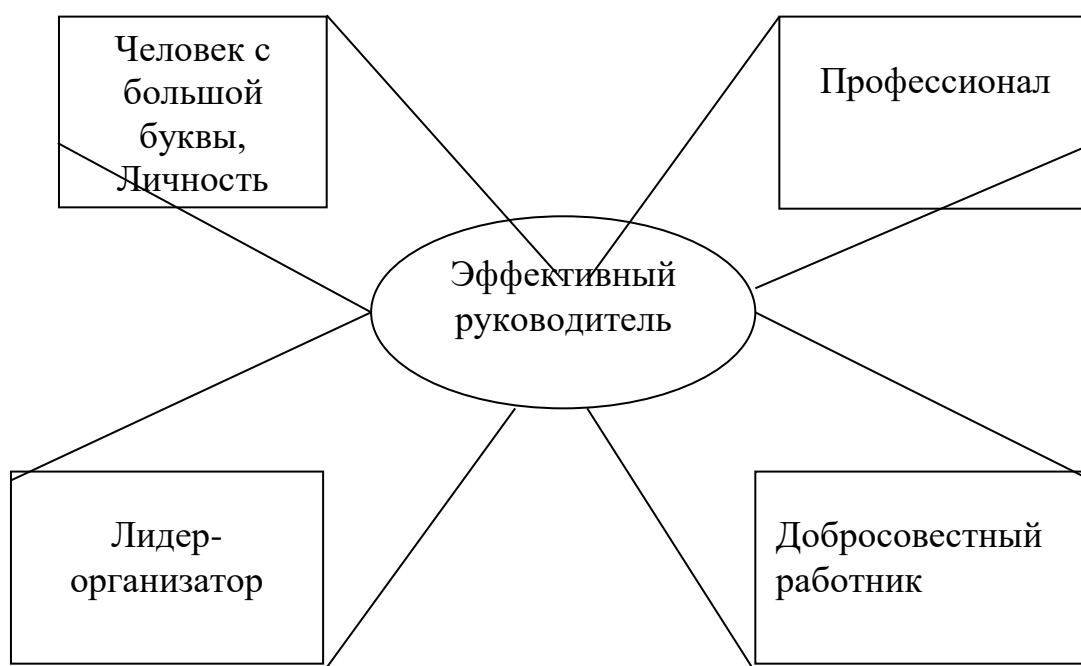 Человек с
большой
буквы,
Личность
Профессионал
Эффективный
руководитель
Лидер-
организатор
Добросовестный
работник